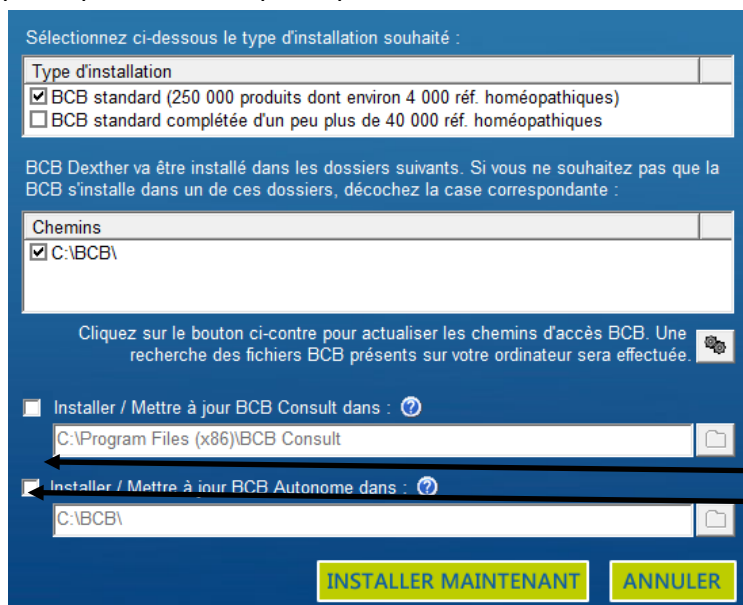 Sélectionnez ci-dessous le type d'installation souhaité :
Type d'installation
BCB standard (250 000 produits dont environ 4 000 réf. homéopathiques)
BCB standard complétée d'un peu plus de 40 000 réf. homéopathiques
BCB Dexther va être installé dans les dossiers suivants. Si vous ne souhaitez pas que la
BCB s'installe dans un de ces dossiers, décochez la case correspondante :
Chemins
C:\BCB\
Cliquez sur le bouton ci-contre pour actualiser les chemins d'accès BCB. Une
recherche des fichiers BCB présents sur votre ordinateur sera effectuée.
Installer / Mettre à jour BCB Consult dans : ?
C:\Program Files (x86)\BCB Consult
Installer / Mettre à jour BCB Autonome dans : ?
C:\BCB\
INSTALLER MAINTENANT ANNULER